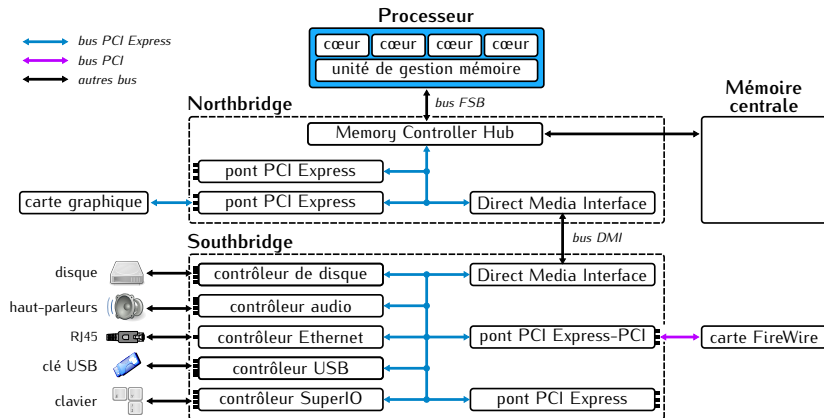 Processeur
bus PCI Express
bus PCI
autres bus
cœur cœur cœur cœur
unité de gestion mémoire
bus FSB
Northbridge
Mémoire
centrale
Memory Controller Hub
pont PCI Express
carte graphique
pont PCI Express
Direct Media Interface
bus DMI
Southbridge
disque
contrôleur de disque
Direct Media Interface
haut-parleurs
contrôleur audio
RJ45
contrôleur Ethernet
pont PCI Express-PCI
carte FireWire
clé USB
contrôleur USB
clavier
contrôleur SuperIO
pont PCI Express